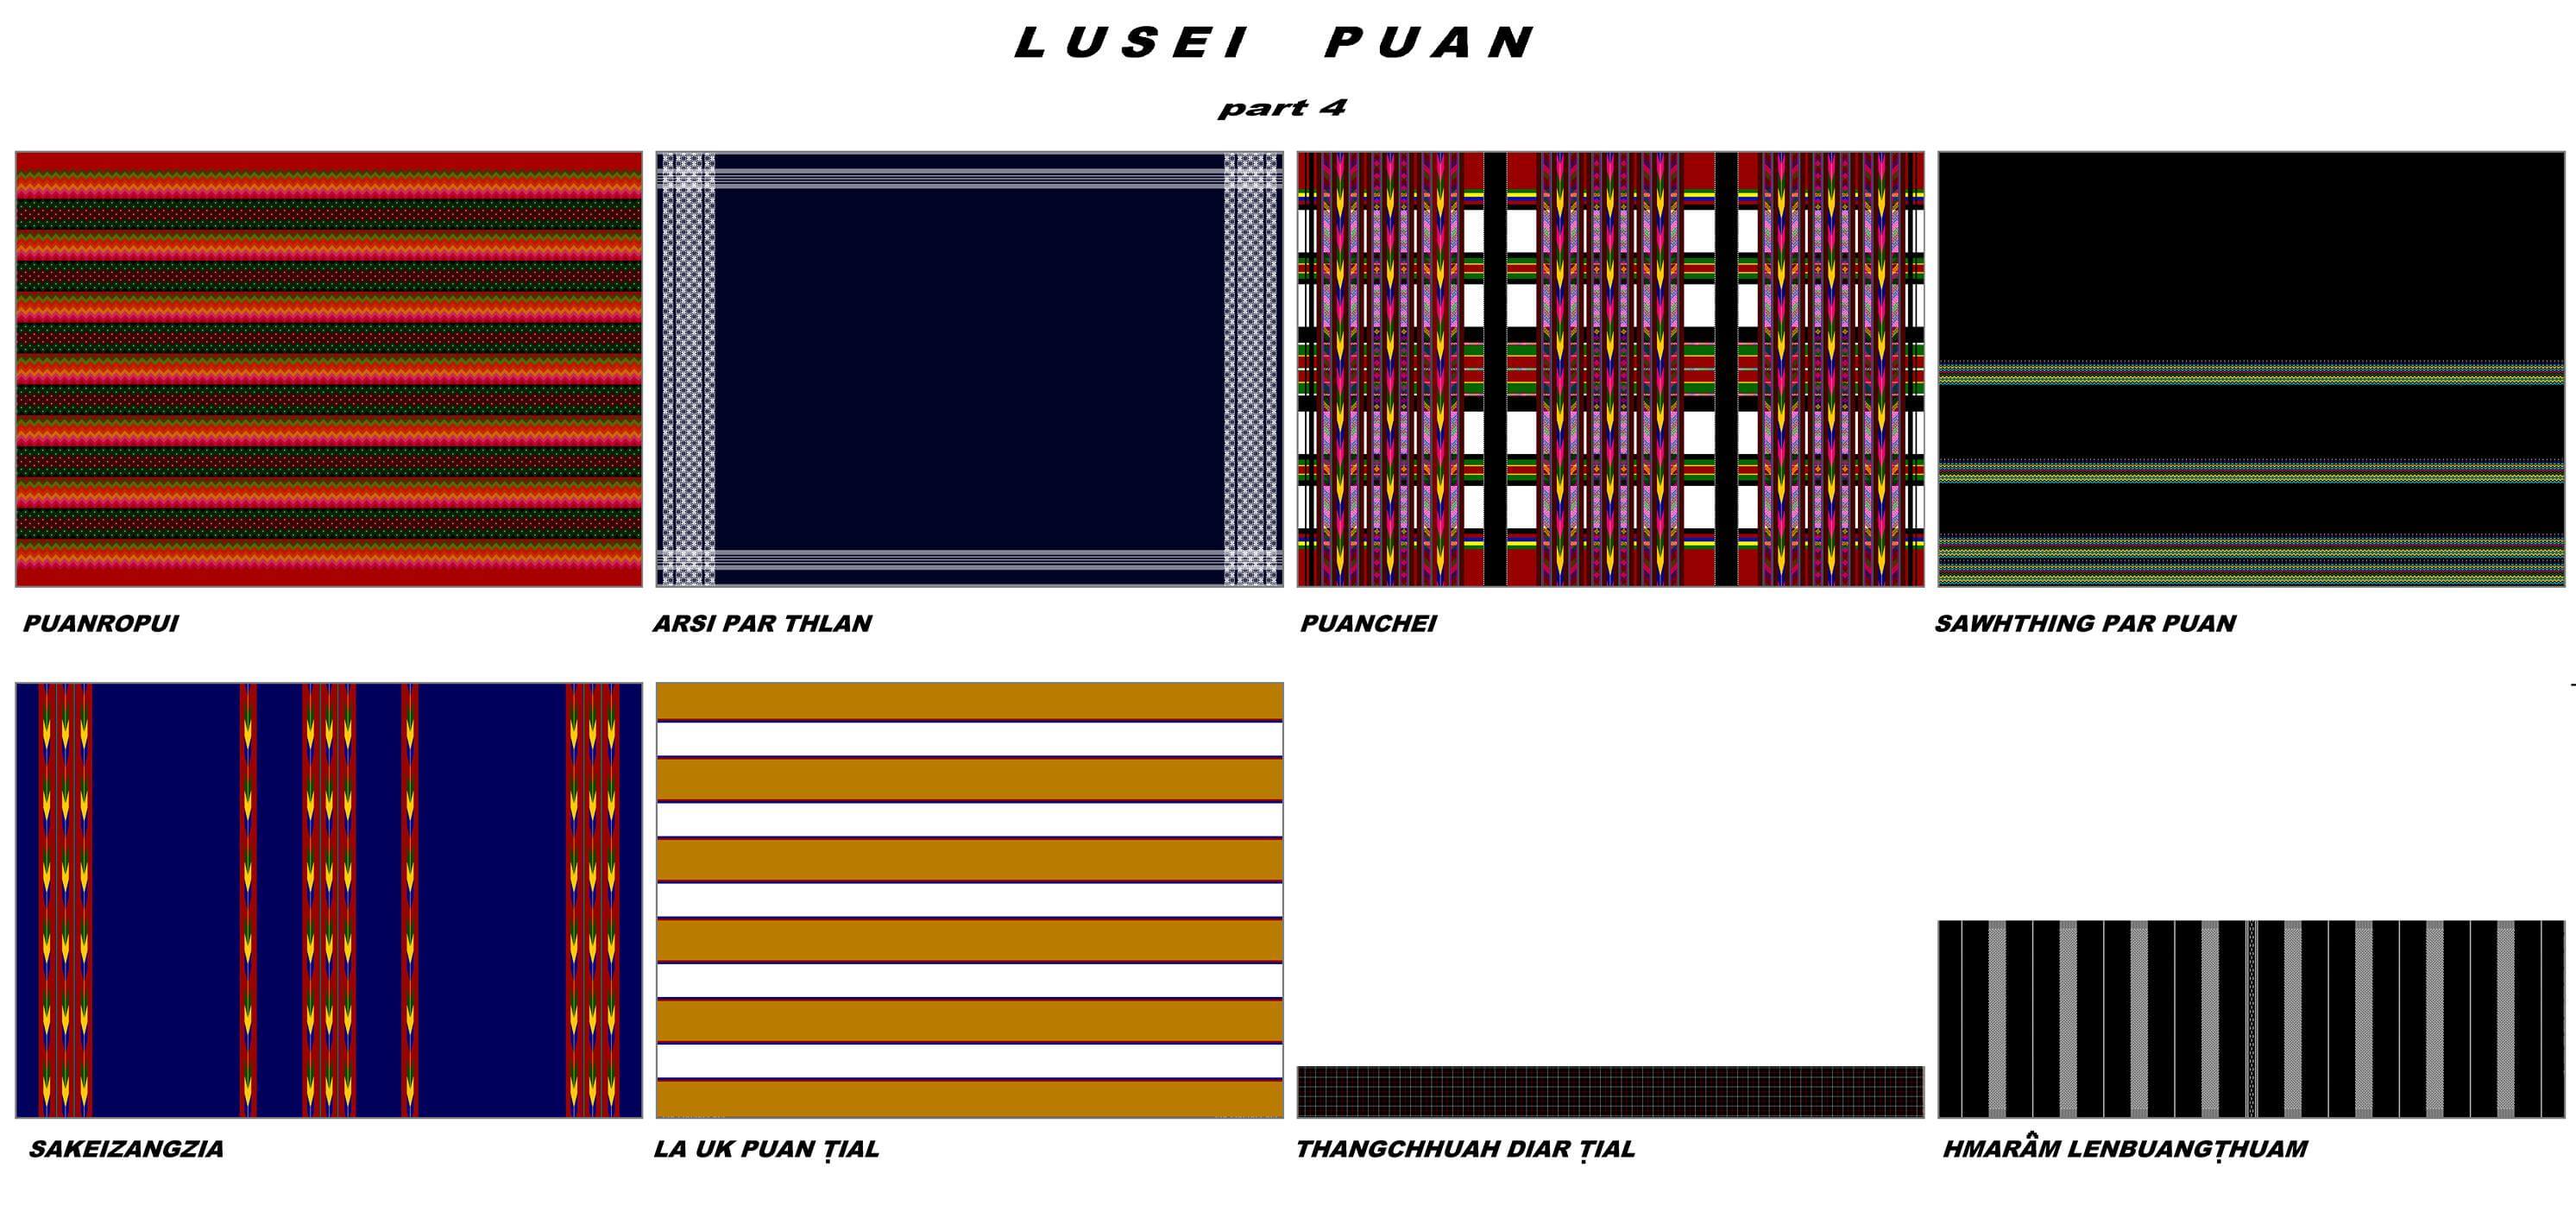 LUSEI PUAN
part 4
PUANROPUI
ARSI PAR THLAN
PUANCHEI
SAWHTHING PAR PUAN
SAKEIZANGZIA
LA UK PUAN ṬIAL
THANGCHHUAH DIAR ṬIAL
HMARÂM LENBUANGṬHUAM